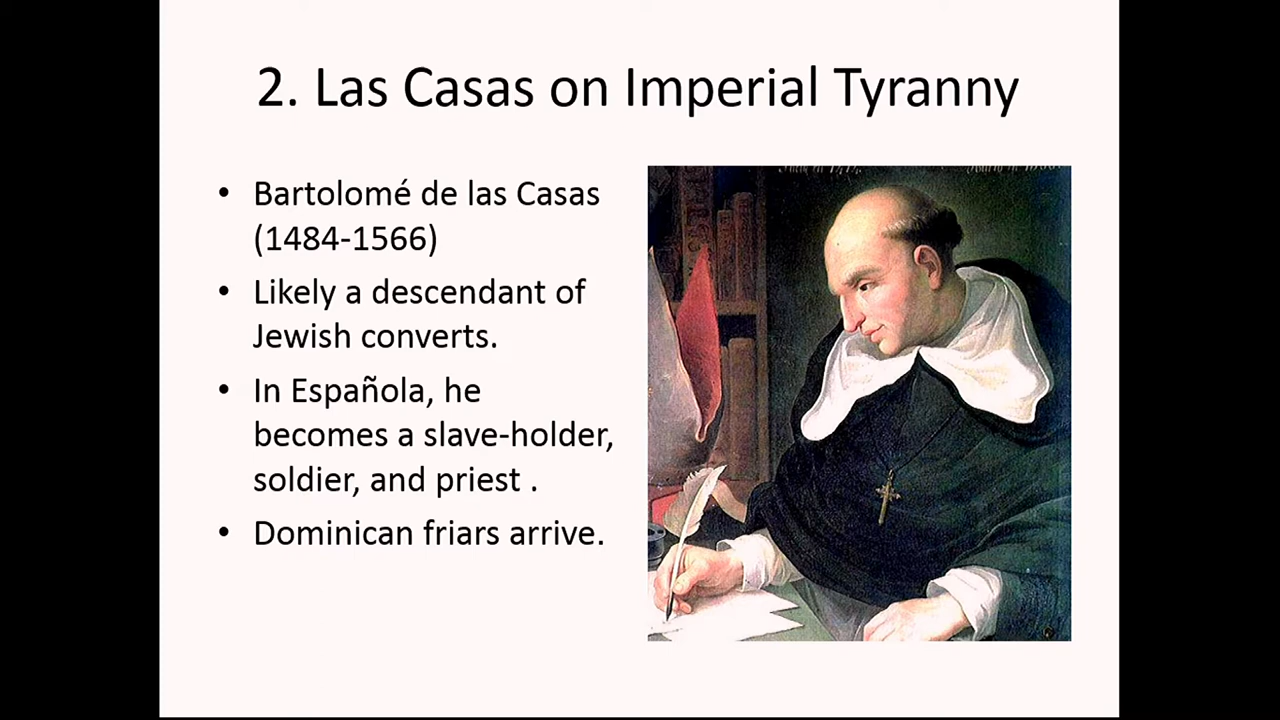 2. Las Casas on Imperial Tyranny
• Bartolomé de las Casas
(1484-1566)
• Likely a descendant of
Jewish converts.
• In Española, he
becomes a slave-holder,
soldier, and priest .
• Dominican friars arrive.